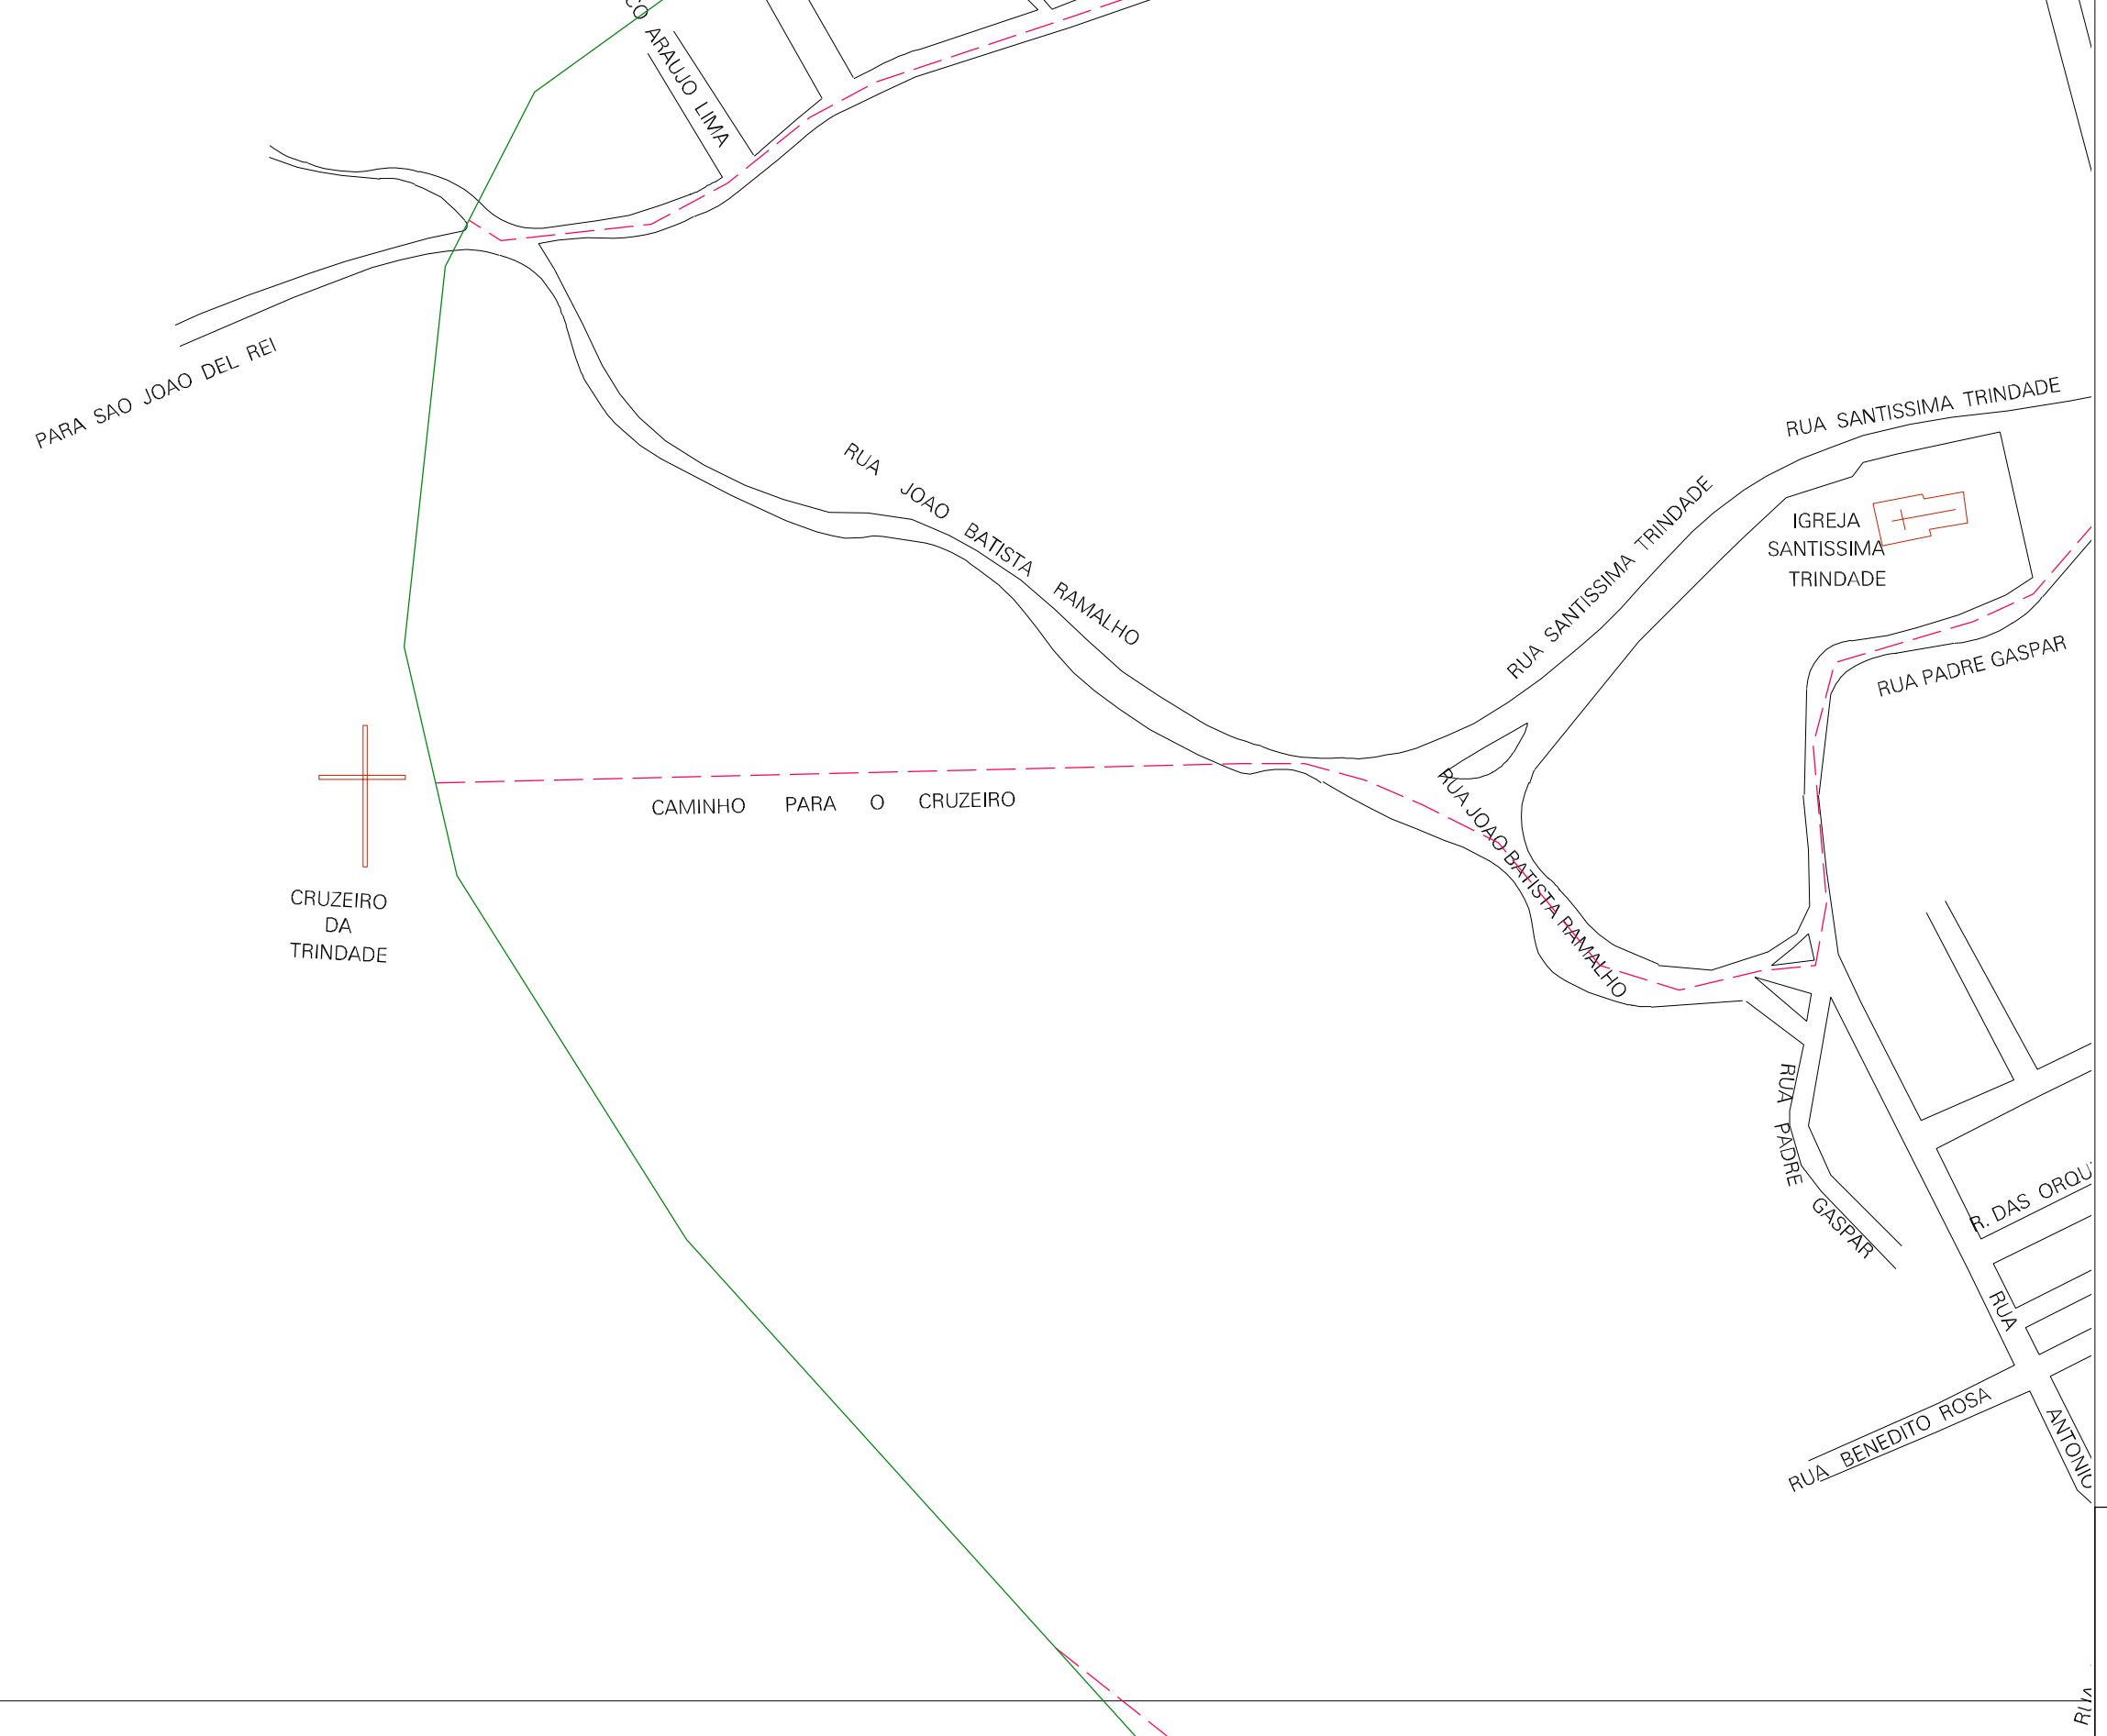 CO ARAUJO LIMA
PARA SAO JOAO DEL REI
RUA JOAO BATISTA RAMALHO
RUA SANTISSIMA TRINDADE
RUA SANTISSIMA TRINDADE
IGREJA
SANTISSIMA
TRINDADE
RUA PADRE GASPAR
CAMINHO PARA O CRUZEIRO
RUA JOAO BATISTA RAMALHO
CRUZEIRO
DA
TRINDADE
RUA PADRE GASPAR
R. DAS ORQU
RUA ANTONIO
RUA BENEDITO ROSA
RUA